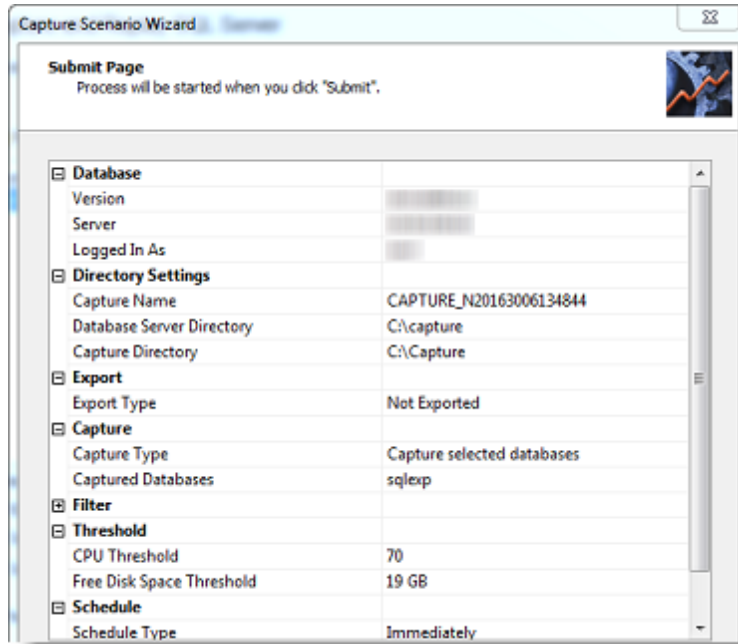 Capture Scenario Wizard
Submit Page
Process will be started when you click "Submit".
Database
Version
Server
Logged In As
Directory Settings
Capture Name CAPTURE_N20163006134844
Database Server Directory C:\capture
Capture Directory C:\Capture
Export
Export Type Not Exported
Capture
Capture Type Capture selected databases
Captured Databases sqlexp
Filter
Threshold
CPU Threshold 70
Free Disk Space Threshold 19 GB
Schedule
Schedule Type Immediately